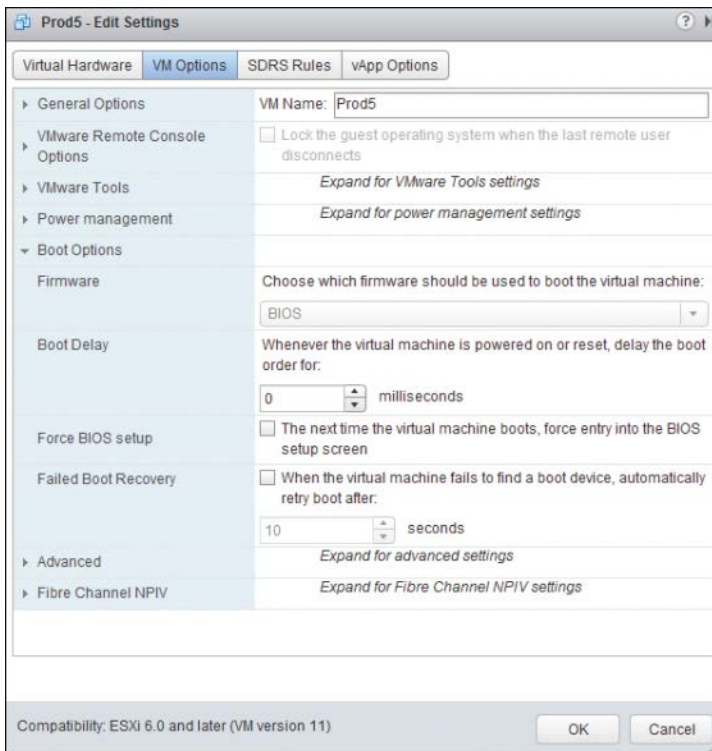 Prod5 - Edit Settings
?
Virtual Hardware VM Options SDRS Rules vApp Options
General Options VM Name: Prod5
VMware Remote Console Options Lock the guest operating system when the last remote user disconnects
VMware Tools Expand for VMware Tools settings
Power management Expand for power management settings
Boot Options
Firmware Choose which firmware should be used to boot the virtual machine:
BIOS
Boot Delay Whenever the virtual machine is powered on or reset, delay the boot order for:
0 milliseconds
Force BIOS setup The next time the virtual machine boots, force entry into the BIOS setup screen
Failed Boot Recovery When the virtual machine fails to find a boot device, automatically retry boot after:
10 seconds
Advanced Expand for advanced settings
Fibre Channel NPIV Expand for Fibre Channel NPIV settings
Compatibility: ESXi 6.0 and later (VM version 11) OK Cancel